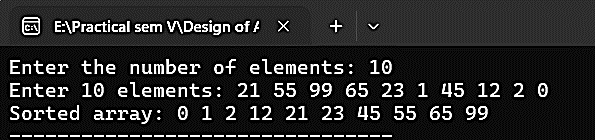 E:\Practical sem V\Design of A
Enter the number of elements: 10
Enter 10 elements: 21 55 99 65 23 1 45 12 2 0
Sorted array: 0 1 2 12 21 23 45 55 65 99
--------------------------------